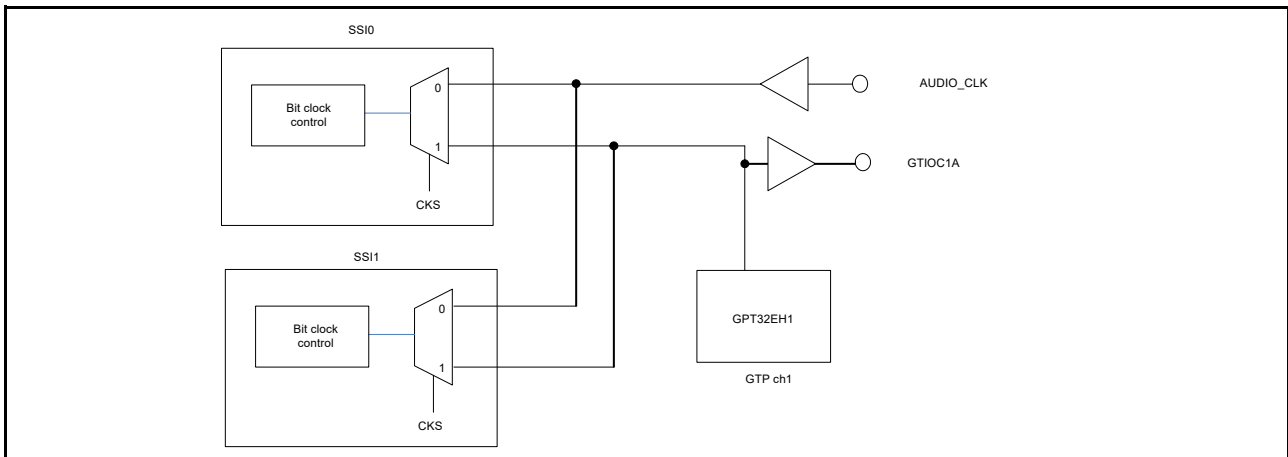 SSI0
Bit clock
control
0
1
CKS
AUDIO_CLK
GTIOC1A
SSI1
Bit clock
control
0
1
CKS
GPT32EH1
GTP ch1